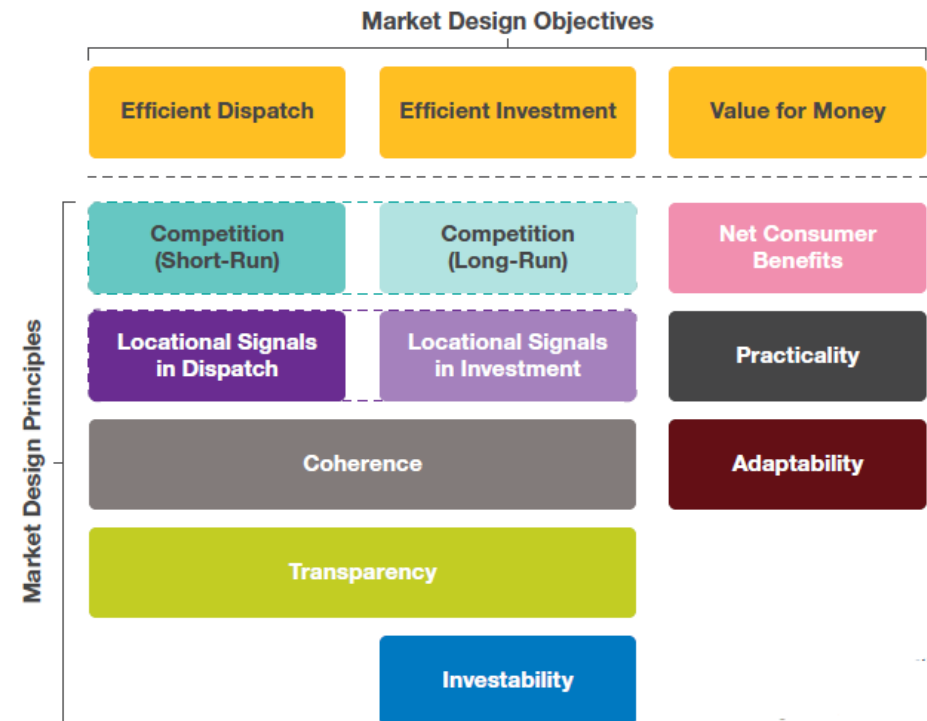 Market Design Objectives
Efficient Dispatch
Efficient Investment
Value for Money
Market Design Principles
Competition
(Short-Run)
Competition
(Long-Run)
Net Consumer
Benefits
Locational Signals
in Dispatch
Locational Signals
in Investment
Practicality
Coherence
Adaptability
Transparency
Investability